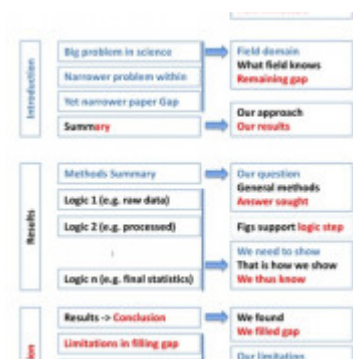 Introduction
Big problem in science
Narrower problem within
Yet narrower paper Gap
Summary
Field domain
What field knows
Remaining gap
Our approach
Our results
Results
Methods Summary
Logic 1 (e.g. raw data)
Logic 2 (e.g. processed)
Logic n (e.g. final statistics)
Our question
General methods
Answer sought
Figs support logic step
We need to show
That is how we show
We thus know
Results -> Conclusion
Limitations in filling gap
We found
We filled gap
Our limitation